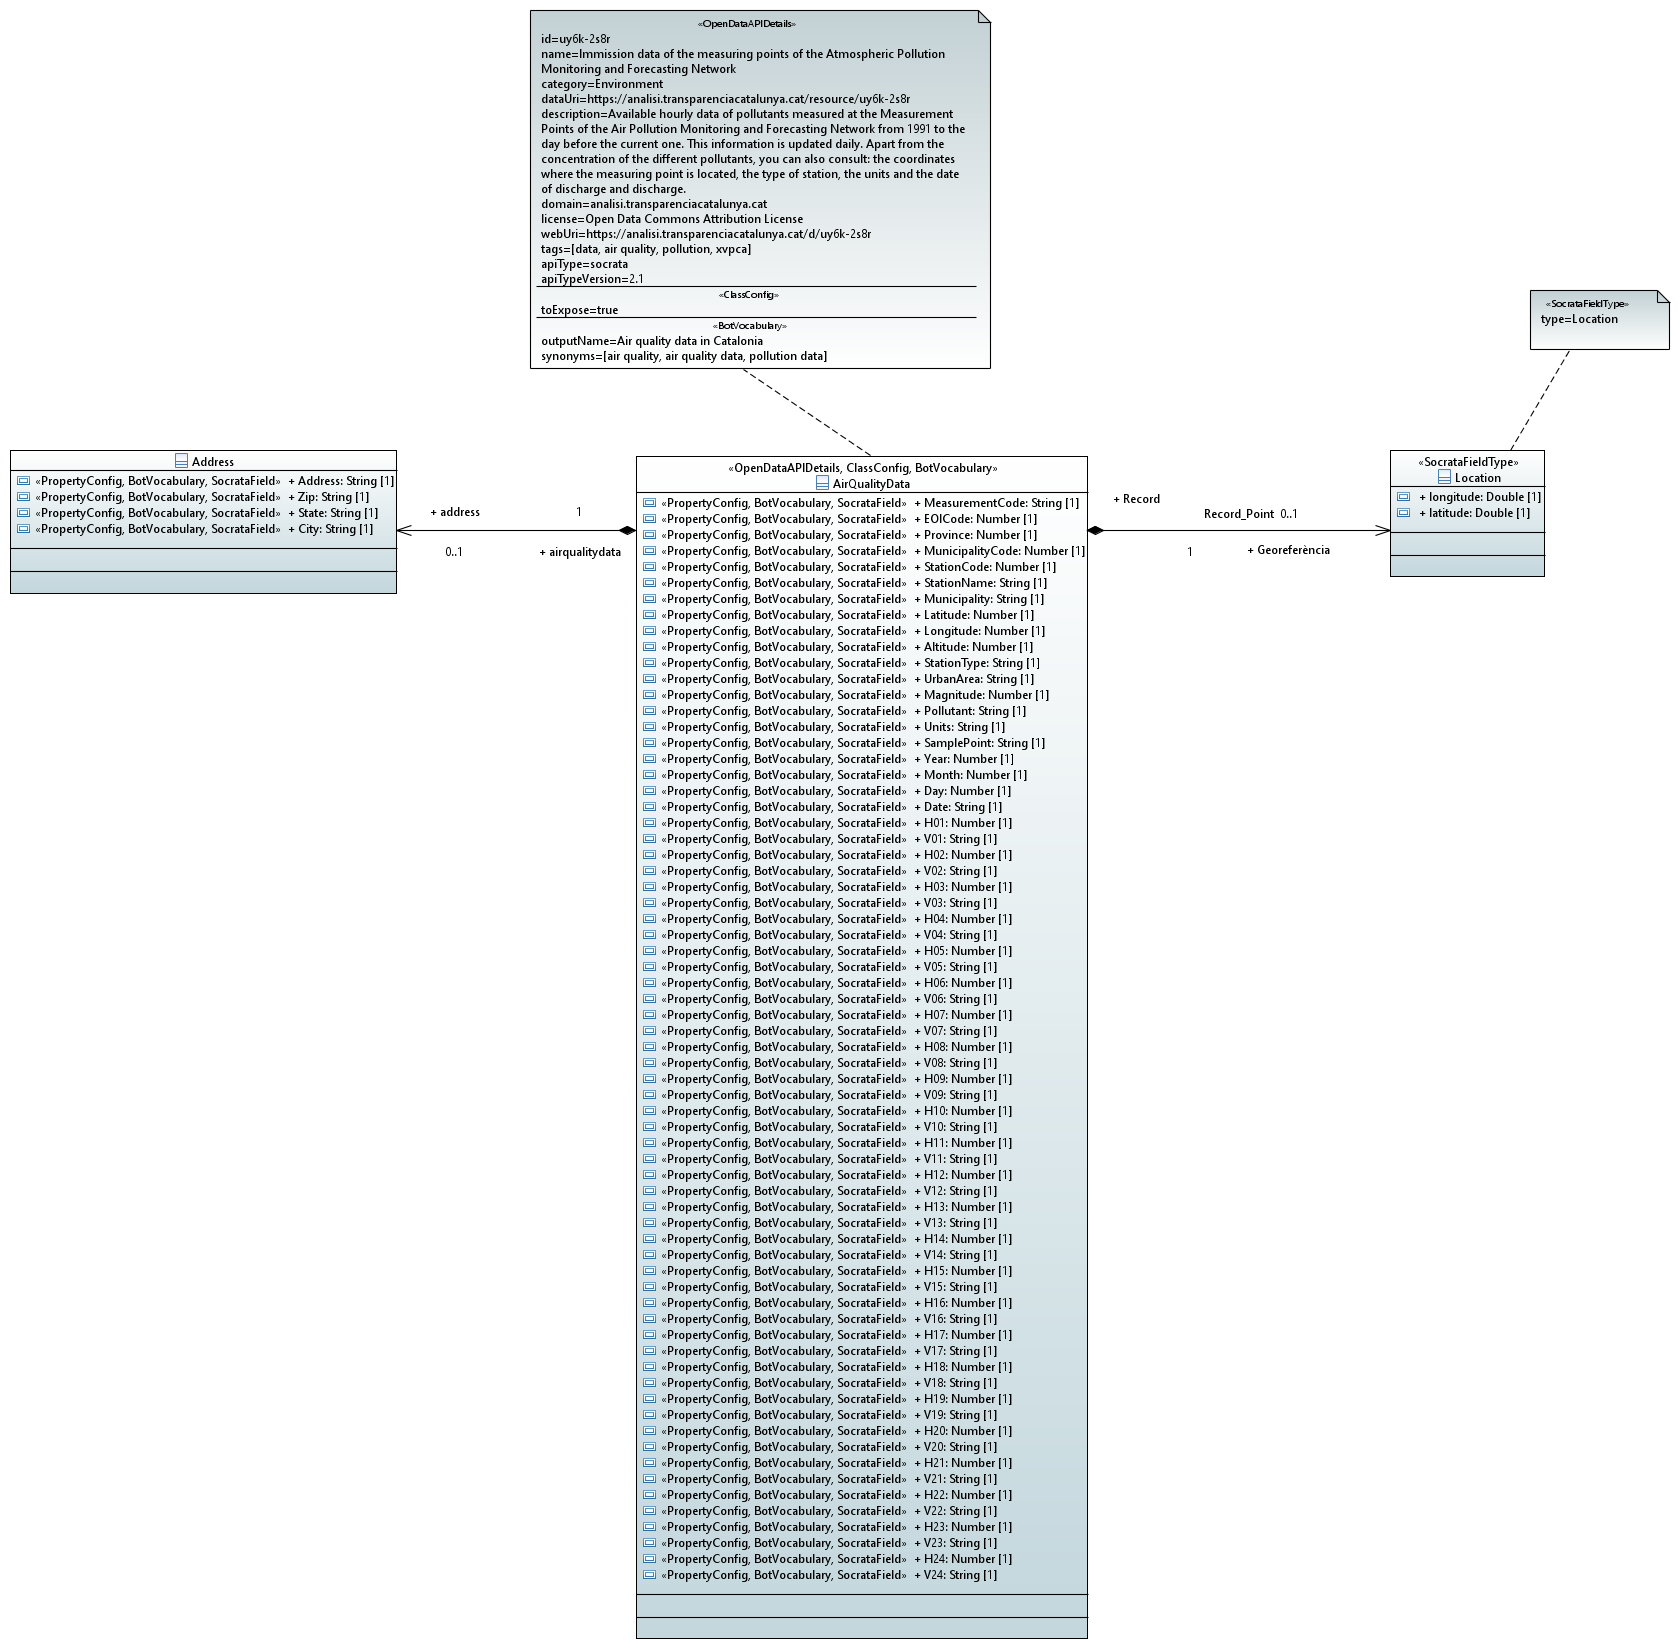 «OpenDataAPIDetails»
id=uy6k-2s8r
name=Immission data of the measuring points of the Atmospheric Pollution
Monitoring and Forecasting Network
category=Environment
dataUri=https://analisi.transparenciacatalunya.cat/resource/uy6k-2s8r
description=Available hourly data of pollutants measured at the Measurement
Points of the Air Pollution Monitoring and Forecasting Network from 1991 to the
day before the current one. This information is updated daily. Apart from the
concentration of the different pollutants, you can also consult: the coordinates
where the measuring point is located, the type of station, the units and the date
of discharge and discharge.
domain=analisi.transparenciacatalunya.cat
license=Open Data Commons Attribution License
webUri=https://analisi.transparenciacatalunya.cat/d/uy6k-2s8r
tags=[data, air quality, pollution, xvpca]
apiType=socrata
apiTypeVersion=2.1
«ClassConfig»
toExpose=true
«BotVocabulary»
outputName=Air quality data in Catalonia
synonyms=[air quality, air quality data, pollution data]
«SocrataFieldType»
type=Location
Address
«PropertyConfig, BotVocabulary, SocrataField» + Address: String [1]
«PropertyConfig, BotVocabulary, SocrataField» + Zip: String [1]
«PropertyConfig, BotVocabulary, SocrataField» + State: String [1]
«PropertyConfig, BotVocabulary, SocrataField» + City: String [1]
+ address
1
0..1
+ airqualitydata
«OpenDataAPIDetails, ClassConfig, BotVocabulary»
AirQualityData
«PropertyConfig, BotVocabulary, SocrataField» + MeasurementCode: String [1]
«PropertyConfig, BotVocabulary, SocrataField» + EOICode: Number [1]
«PropertyConfig, BotVocabulary, SocrataField» + Province: Number [1]
«PropertyConfig, BotVocabulary, SocrataField» + MunicipalityCode: Number [1]
«PropertyConfig, BotVocabulary, SocrataField» + StationCode: Number [1]
«PropertyConfig, BotVocabulary, SocrataField» + StationName: String [1]
«PropertyConfig, BotVocabulary, SocrataField» + Municipality: String [1]
«PropertyConfig, BotVocabulary, SocrataField» + Latitude: Number [1]
«PropertyConfig, BotVocabulary, SocrataField» + Longitude: Number [1]
«PropertyConfig, BotVocabulary, SocrataField» + Altitude: Number [1]
«PropertyConfig, BotVocabulary, SocrataField» + StationType: String [1]
«PropertyConfig, BotVocabulary, SocrataField» + UrbanArea: String [1]
«PropertyConfig, BotVocabulary, SocrataField» + Magnitude: Number [1]
«PropertyConfig, BotVocabulary, SocrataField» + Pollutant: String [1]
«PropertyConfig, BotVocabulary, SocrataField» + Units: String [1]
«PropertyConfig, BotVocabulary, SocrataField» + SamplePoint: String [1]
«PropertyConfig, BotVocabulary, SocrataField» + Year: Number [1]
«PropertyConfig, BotVocabulary, SocrataField» + Month: Number [1]
«PropertyConfig, BotVocabulary, SocrataField» + Day: Number [1]
«PropertyConfig, BotVocabulary, SocrataField» + Date: String [1]
«PropertyConfig, BotVocabulary, SocrataField» + H01: Number [1]
«PropertyConfig, BotVocabulary, SocrataField» + V01: String [1]
«PropertyConfig, BotVocabulary, SocrataField» + H02: Number [1]
«PropertyConfig, BotVocabulary, SocrataField» + V02: String [1]
«PropertyConfig, BotVocabulary, SocrataField» + H03: Number [1]
«PropertyConfig, BotVocabulary, SocrataField» + V03: String [1]
«PropertyConfig, BotVocabulary, SocrataField» + H04: Number [1]
«PropertyConfig, BotVocabulary, SocrataField» + V04: String [1]
«PropertyConfig, BotVocabulary, SocrataField» + H05: Number [1]
«PropertyConfig, BotVocabulary, SocrataField» + V05: String [1]
«PropertyConfig, BotVocabulary, SocrataField» + H06: Number [1]
«PropertyConfig, BotVocabulary, SocrataField» + V06: String [1]
«PropertyConfig, BotVocabulary, SocrataField» + H07: Number [1]
«PropertyConfig, BotVocabulary, SocrataField» + V07: String [1]
«PropertyConfig, BotVocabulary, SocrataField» + H08: Number [1]
«PropertyConfig, BotVocabulary, SocrataField» + V08: String [1]
«PropertyConfig, BotVocabulary, SocrataField» + H09: Number [1]
«PropertyConfig, BotVocabulary, SocrataField» + V09: String [1]
«PropertyConfig, BotVocabulary, SocrataField» + H10: Number [1]
«PropertyConfig, BotVocabulary, SocrataField» + V10: String [1]
«PropertyConfig, BotVocabulary, SocrataField» + H11: Number [1]
«PropertyConfig, BotVocabulary, SocrataField» + V11: String [1]
«PropertyConfig, BotVocabulary, SocrataField» + H12: Number [1]
«PropertyConfig, BotVocabulary, SocrataField» + V12: String [1]
«PropertyConfig, BotVocabulary, SocrataField» + H13: Number [1]
«PropertyConfig, BotVocabulary, SocrataField» + V13: String [1]
«PropertyConfig, BotVocabulary, SocrataField» + H14: Number [1]
«PropertyConfig, BotVocabulary, SocrataField» + V14: String [1]
«PropertyConfig, BotVocabulary, SocrataField» + H15: Number [1]
«PropertyConfig, BotVocabulary, SocrataField» + V15: String [1]
«PropertyConfig, BotVocabulary, SocrataField» + H16: Number [1]
«PropertyConfig, BotVocabulary, SocrataField» + V16: String [1]
«PropertyConfig, BotVocabulary, SocrataField» + H17: Number [1]
«PropertyConfig, BotVocabulary, SocrataField» + V17: String [1]
«PropertyConfig, BotVocabulary, SocrataField» + H18: Number [1]
«PropertyConfig, BotVocabulary, SocrataField» + V18: String [1]
«PropertyConfig, BotVocabulary, SocrataField» + H19: Number [1]
«PropertyConfig, BotVocabulary, SocrataField» + V19: String [1]
«PropertyConfig, BotVocabulary, SocrataField» + H20: Number [1]
«PropertyConfig, BotVocabulary, SocrataField» + V20: String [1]
«PropertyConfig, BotVocabulary, SocrataField» + H21: Number [1]
«PropertyConfig, BotVocabulary, SocrataField» + V21: String [1]
«PropertyConfig, BotVocabulary, SocrataField» + H22: Number [1]
«PropertyConfig, BotVocabulary, SocrataField» + V22: String [1]
«PropertyConfig, BotVocabulary, SocrataField» + H23: Number [1]
«PropertyConfig, BotVocabulary, SocrataField» + V23: String [1]
«PropertyConfig, BotVocabulary, SocrataField» + H24: Number [1]
«PropertyConfig, BotVocabulary, SocrataField» + V24: String [1]
+ Record
Record_Point 0..1
1
+ Georeferència
«SocrataFieldType»
Location
+ longitude: Double [1]
+ latitude: Double [1]